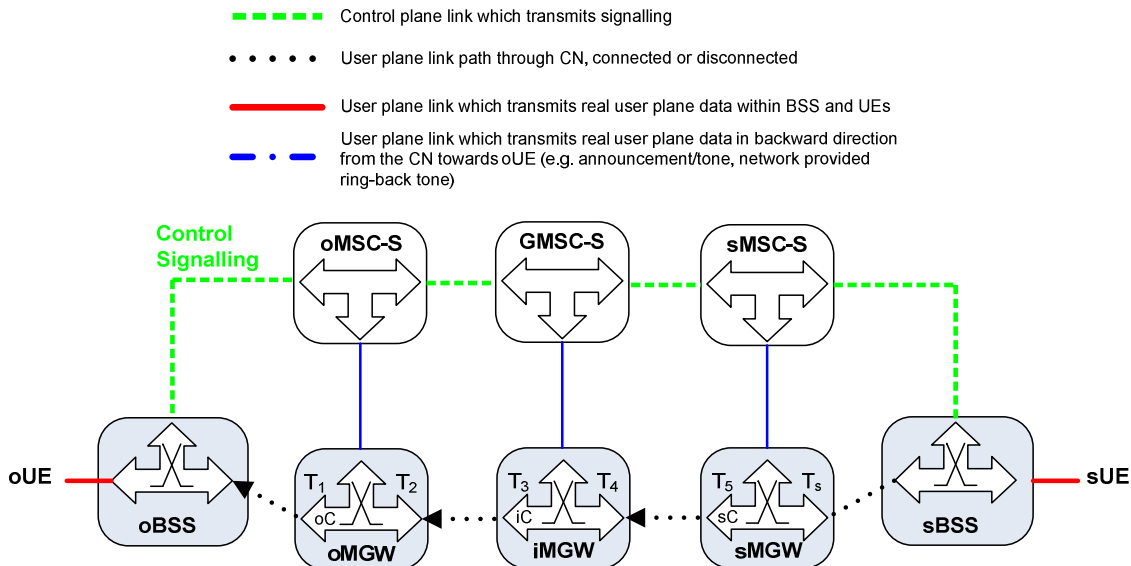 Control plane link which transmits signalling
User plane link path through CN, connected or disconnected
User plane link which transmits real user plane data within BSS and UEs
User plane link which transmits real user plane data in backward direction
from the CN towards oUE (e.g. announcement/tone, network provided
ring-back tone)
Control
Signalling
oMSC-S
GMSC-S
sMSC-S
oUE
oBSS
T1
T2
oC
oMGW
T3
T4
iC
iMGW
T5
Ts
sC
sMGW
sBSS
sUE